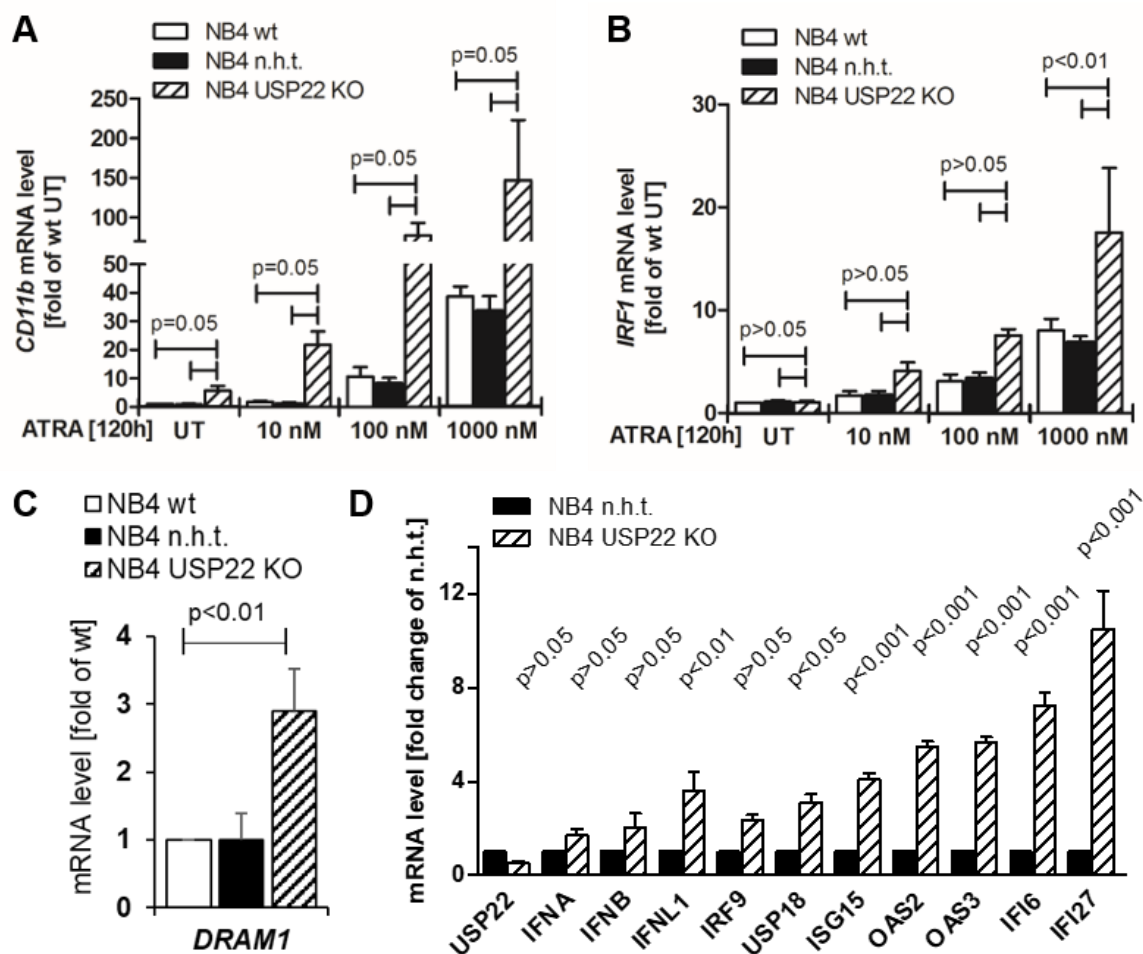 A
NB4 wt
NB4 n.h.t.
NB4 USP22 KO
CD11b mRNA level
[fold of wt UT]
250
200
150
100
50
40
30
20
10
0
p=0.05
p=0.05
p=0.05
p=0.05
ATRA [120h] UT 10 nM 100 nM 1000 nM
B
NB4 wt
NB4 n.h.t.
NB4 USP22 KO
IRF1 mRNA level
[fold of wt UT]
30
20
10
0
p>0.05
p>0.05
p>0.05
p<0.01
ATRA [120h] UT 10 nM 100 nM 1000 nM
C
NB4 wt
NB4 n.h.t.
NB4 USP22 KO
mRNA level [fold of wt]
4
3
2
1
0
p<0.01
DRAM1
D
NB4 n.h.t.
NB4 USP22 KO
mRNA level [fold change of n.h.t.]
12
8
4
0
p>0.05
p>0.05
p>0.05
p<0.01
p>0.05
p<0.05
p<0.001
p<0.001
p<0.001
p<0.001
p<0.001
USP22
IFNA
IFNB
IFNL1
IRF9
USP18
ISG15
OAS2
OAS3
IFI6
IFI27